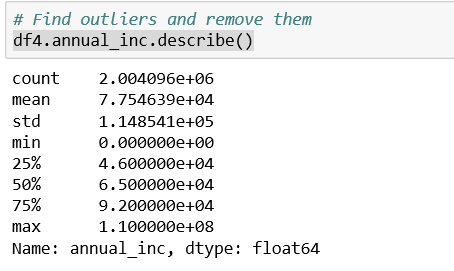 # Find outliers and remove them
df4.annual_inc.describe()
count    2.004096e+06
mean     7.754639e+04
std      1.148541e+05
min      0.000000e+00
25%      4.600000e+04
50%      6.500000e+04
75%      9.200000e+04
max      1.100000e+08
Name: annual_inc, dtype: float64